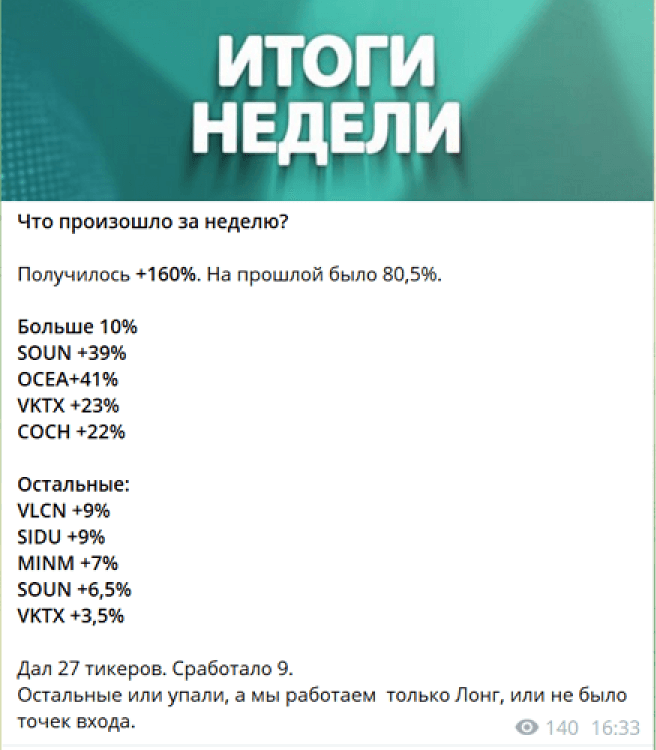 ИТОГИ
НЕДЕЛИ
Что произошло за неделю?
Получилось +160%. На прошлой было 80,5%.
Больше 10%
SOUN +39%
OCEA+41%
VKTX +23%
COCH +22%
Остальные:
VLCN +9%
SIDU +9%
MINM +7%
SOUN +6,5%
VKTX +3,5%
Дал 27 тикеров. Сработало 9.
Остальные или упали, а мы работаем  только Лонг, или не было
точек входа.
140 16:33